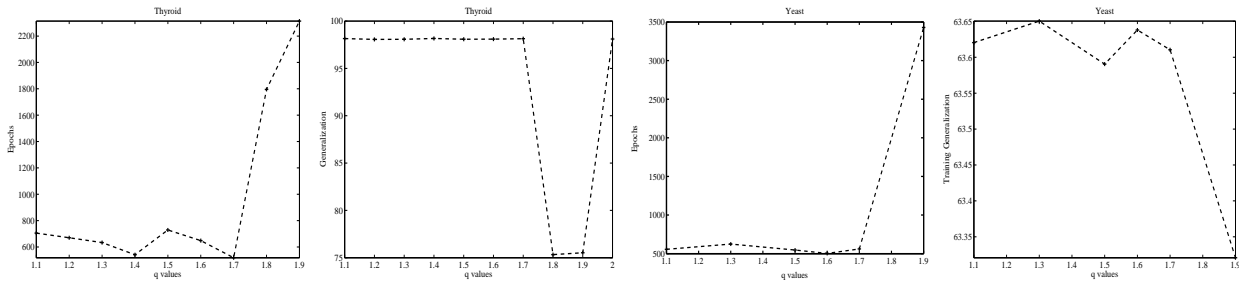 Thyroid
2200
2000
1800
1600
1400
1200
1000
800
600
Epochs
1.1 1.2 1.3 1.4 1.5 1.6 1.7 1.8 1.9
q values
Thyroid
100
95
90
85
80
75
Generalization
1.1 1.2 1.3 1.4 1.5 1.6 1.7 1.8 1.9 2
q values
Yeast
3500
3000
2500
2000
1500
1000
500
Epochs
1.1 1.2 1.3 1.4 1.5 1.6 1.7 1.8 1.9
q values
Yeast
63.65
63.6
63.55
63.5
63.45
63.4
63.35
Training Generalization
1.1 1.2 1.3 1.4 1.5 1.6 1.7 1.8 1.9
q values